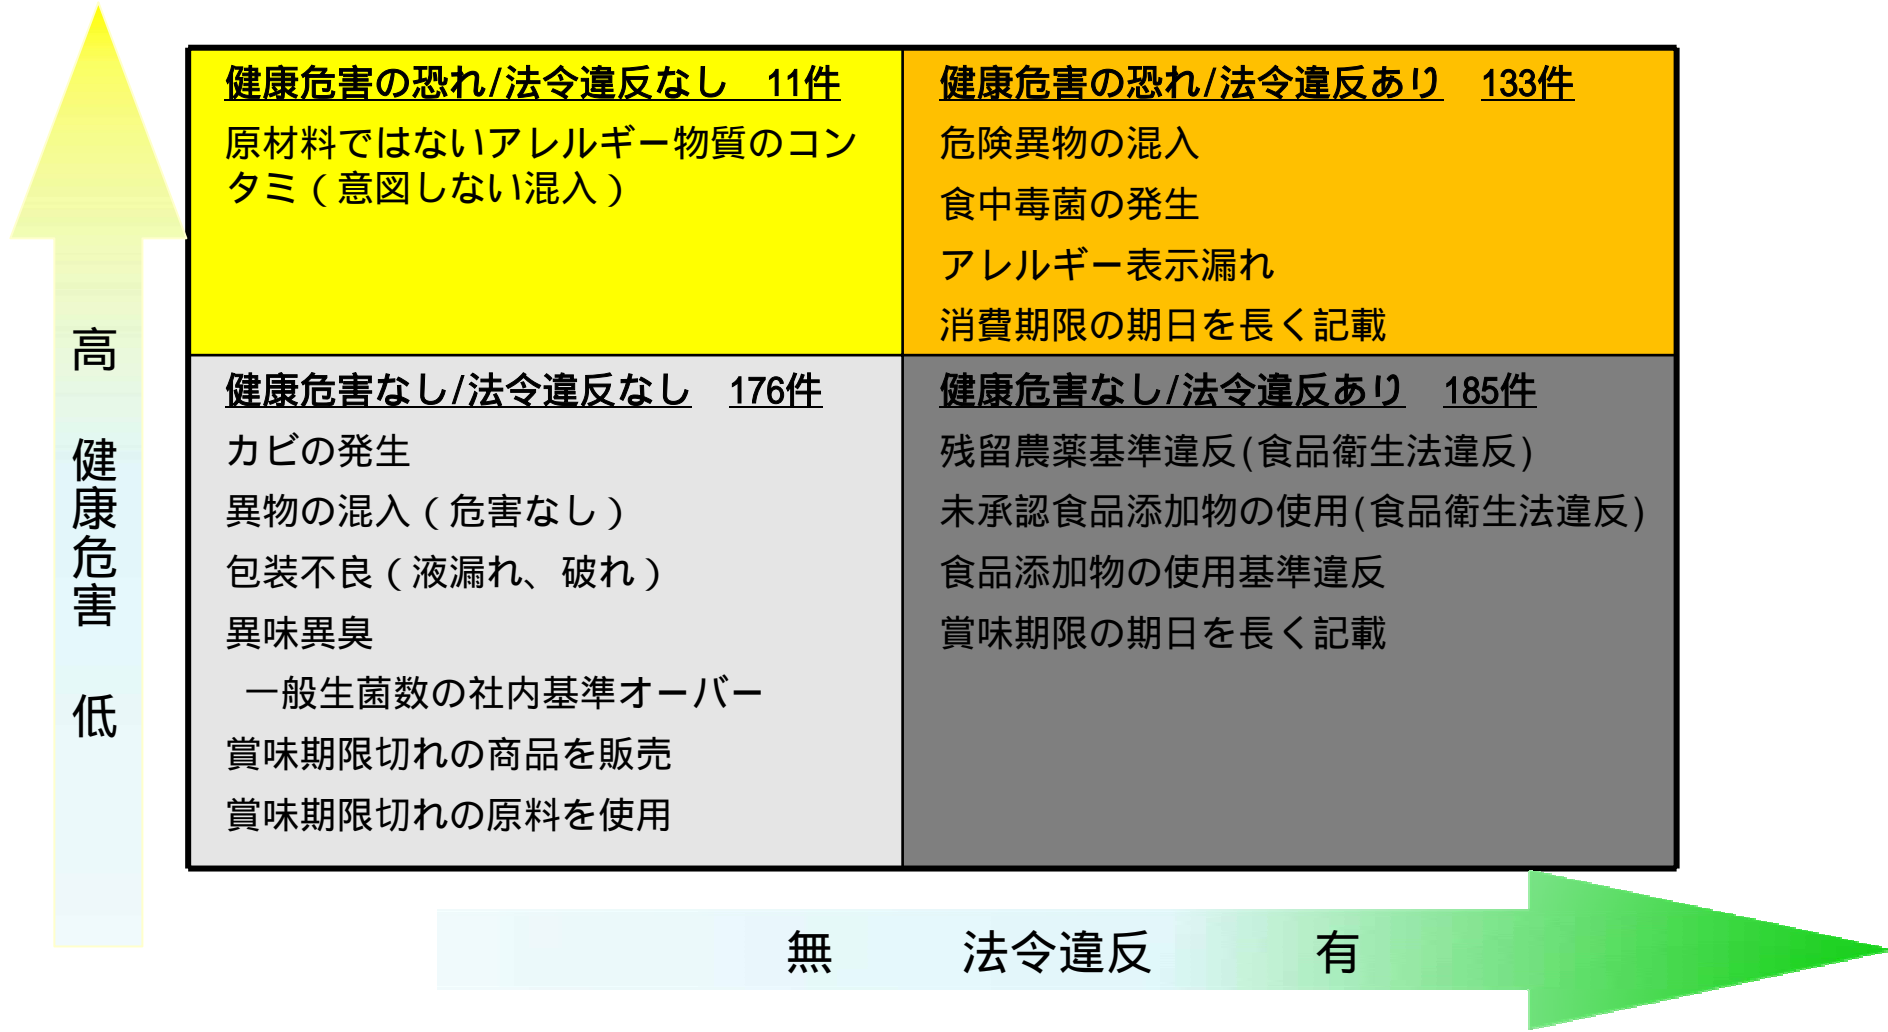 健康危害の恐れ/法令違反なし　11件
原材料ではないアレルギー物質のコン
タミ（意図しない混入）
健康危害の恐れ/法令違反あり　133件
危険異物の混入
食中毒菌の発生
アレルギー表示漏れ
消費期限の期日を長く記載
健康危害なし/法令違反なし　176件
カビの発生
異物の混入（危害なし）
包装不良（液漏れ、破れ）
異味異臭
一般生菌数の社内基準オーバー
賞味期限切れの商品を販売
賞味期限切れの原料を使用
健康危害なし/法令違反あり　185件
残留農薬基準違反(食品衛生法違反)
未承認食品添加物の使用(食品衛生法違反)
食品添加物の使用基準違反
賞味期限の期日を長く記載
高　健康危害　低
無　法令違反　有